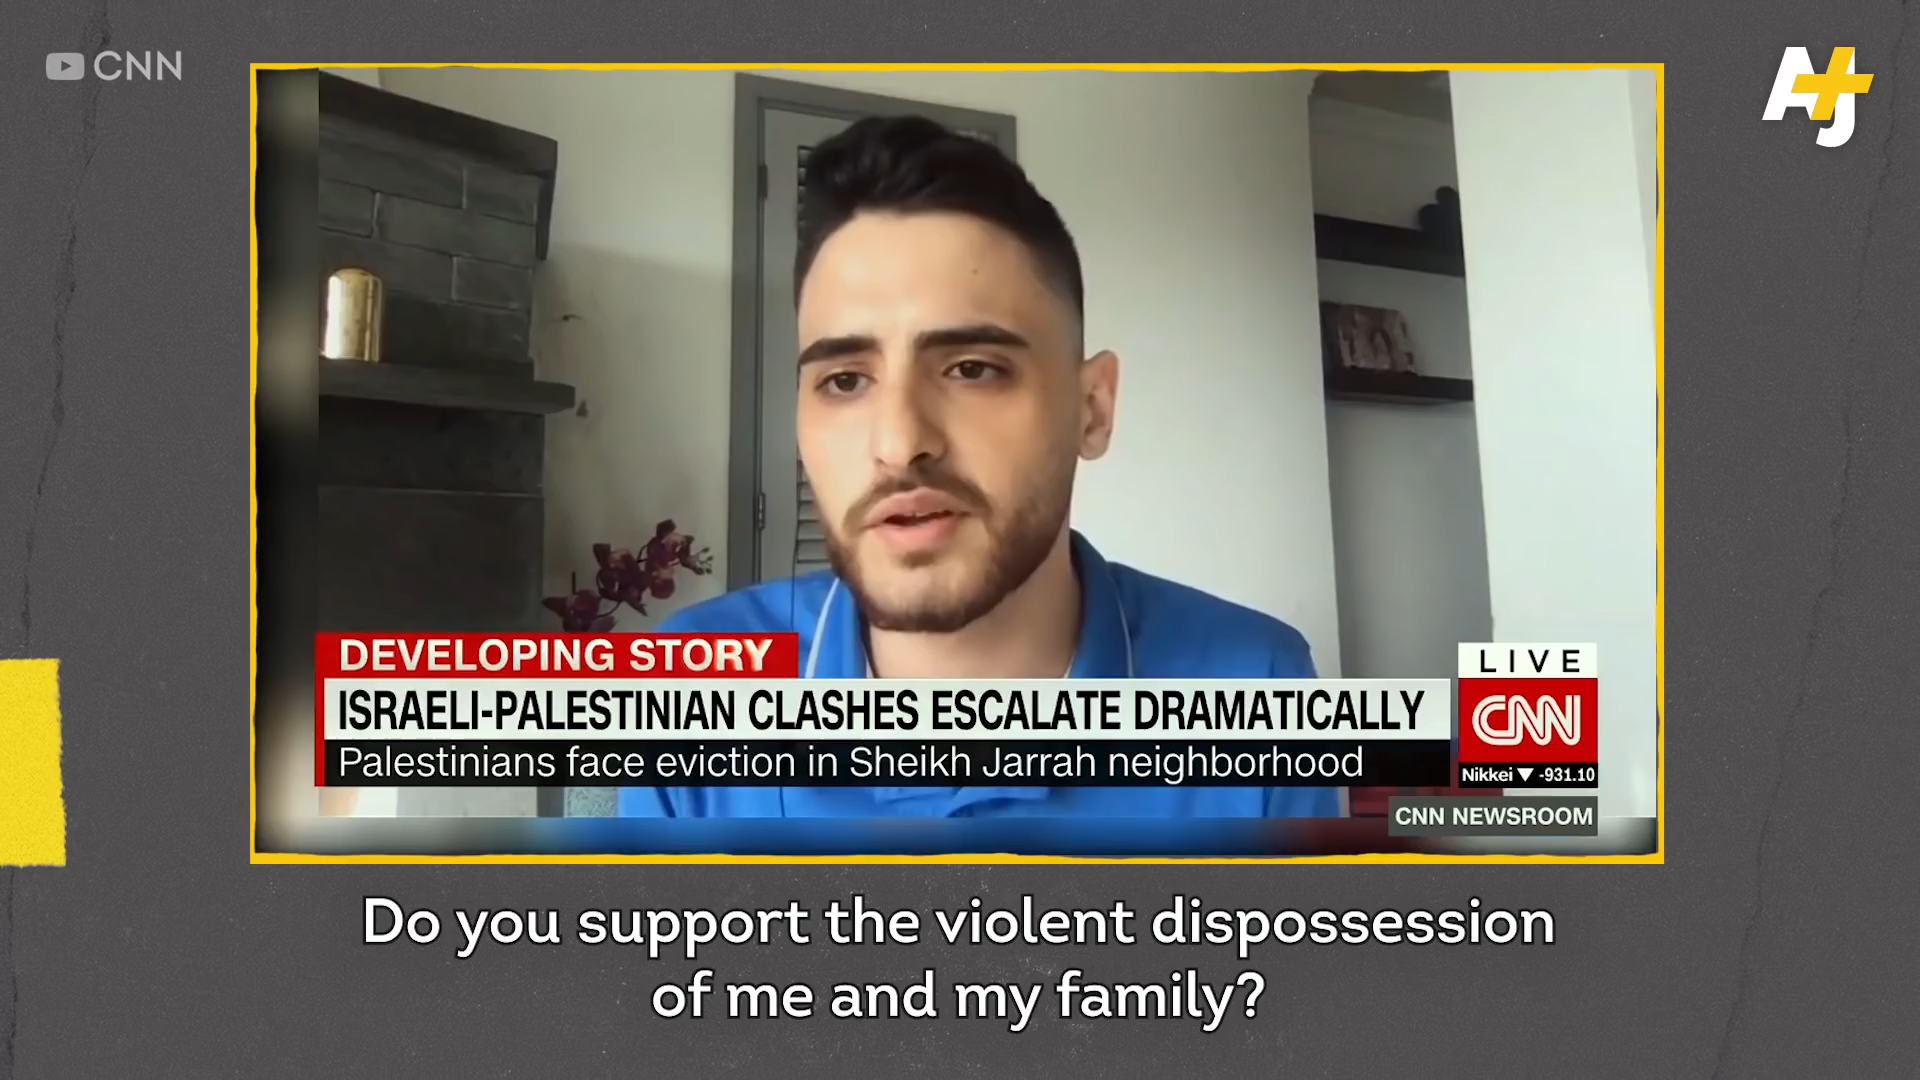 CNN
AJ+
DEVELOPING STORY
ISRAELI-PALESTINIAN CLASHES ESCALATE DRAMATICALLY
Palestinians face eviction in Sheikh Jarrah neighborhood
LIVE
CNN
Nikkei ▼ -931.10
CNN NEWSROOM
Do you support the violent dispossession
of me and my family?